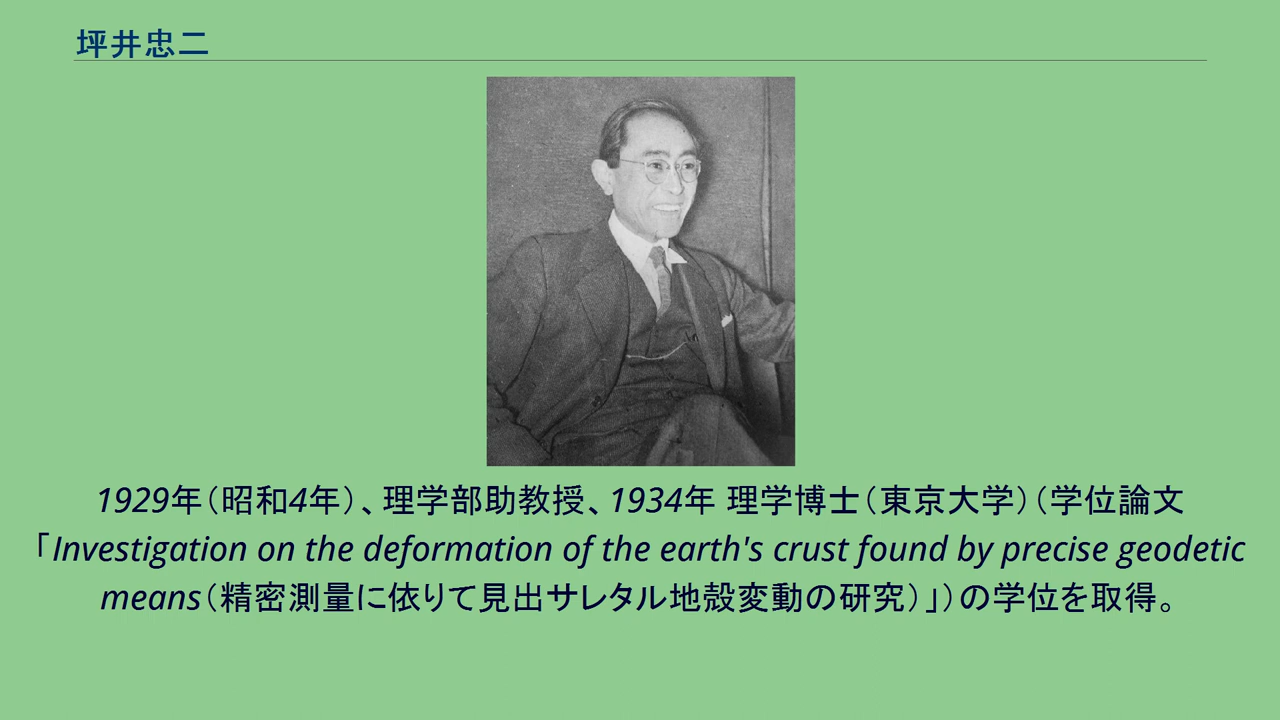 坪井忠二
1929年（昭和4年）、理学部助教授、1934年 理学博士（東京大学）（学位論文
「Investigation on the deformation of the earth's crust found by precise geodetic
means（精密測量に依りて見出サレタル地殻変動の研究）」）の学位を取得。